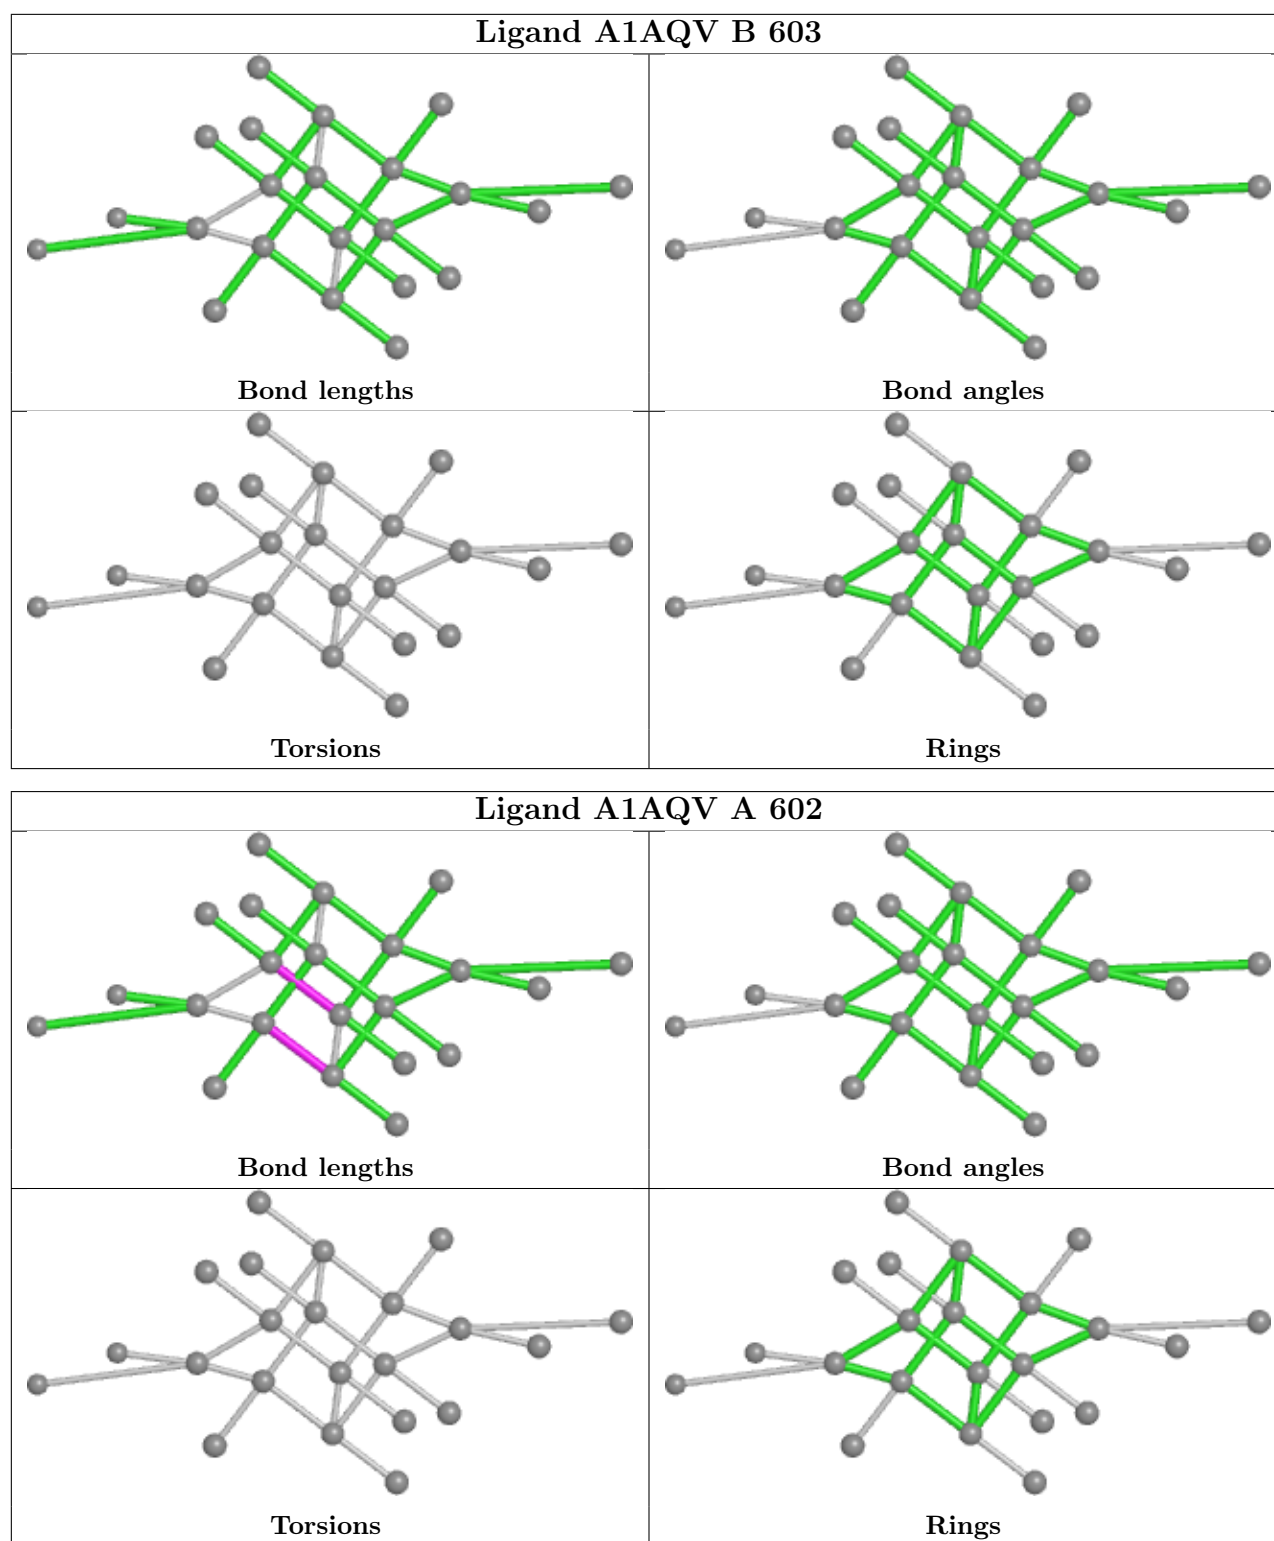 Ligand A1AQV B 603
Bond lengths
Bond angles
Torsions
Rings
Ligand A1AQV A 602
Bond lengths
Bond angles
Torsions
Rings